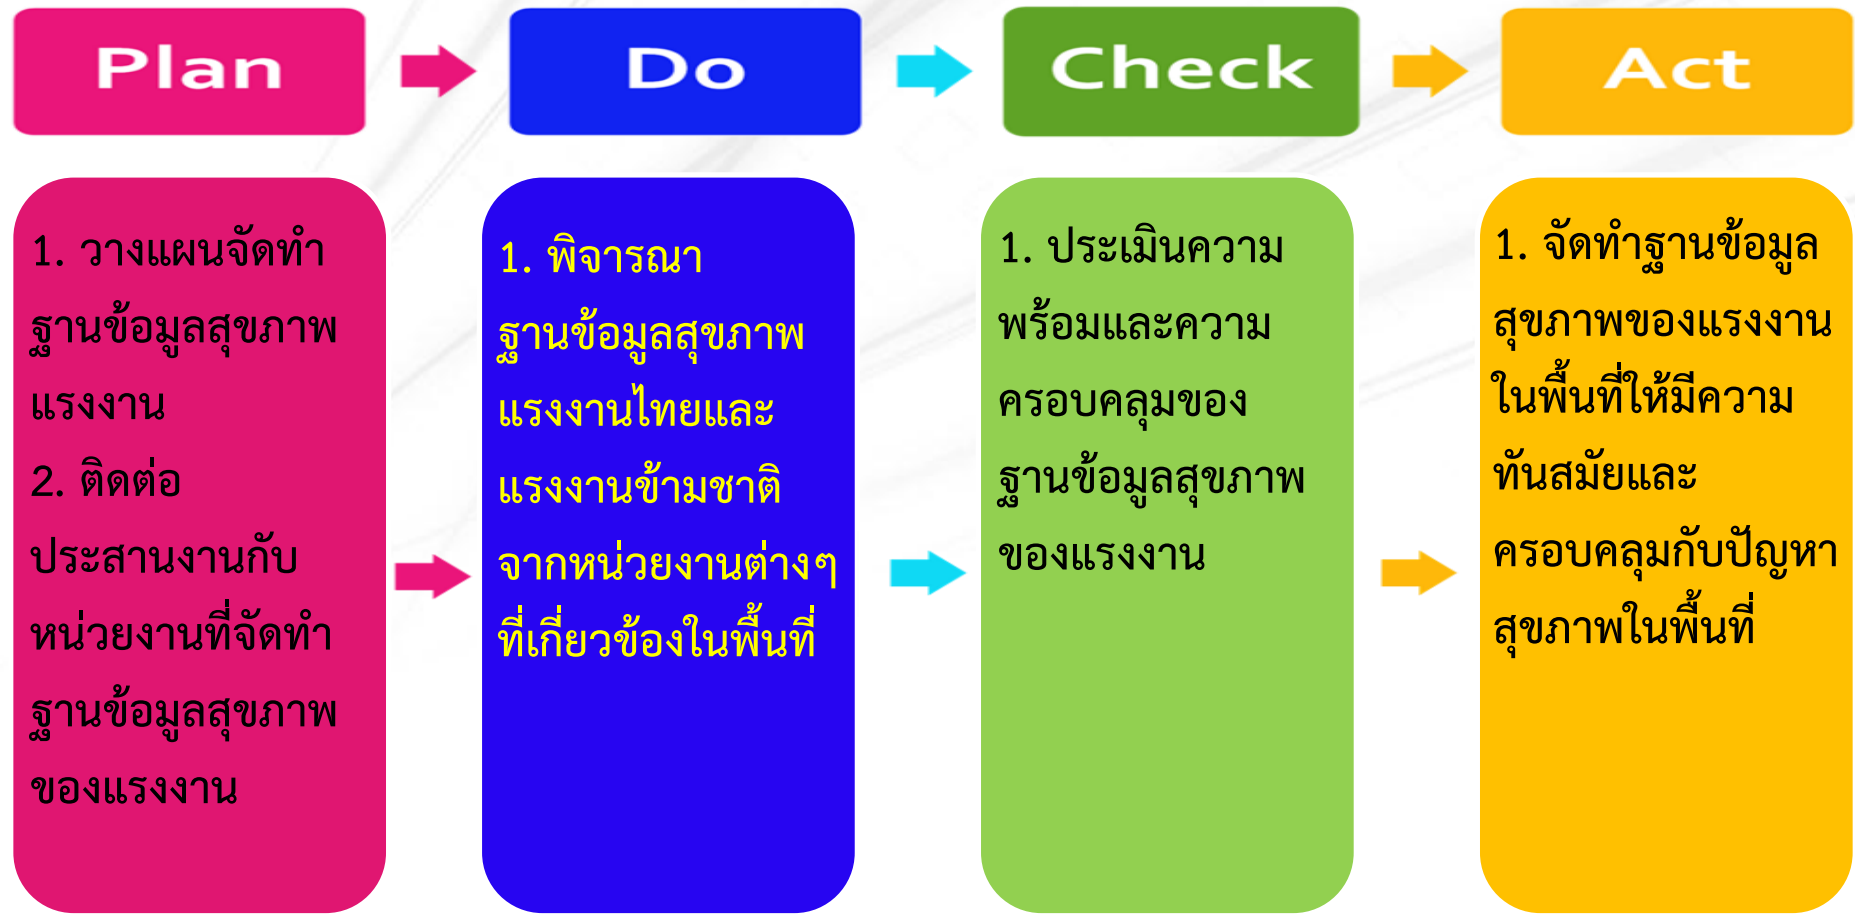 Plan
Do
Check
Act
1. วางแผนจัดทำ
ฐานข้อมูลสุขภาพ
แรงงาน
2. ติดต่อ
ประสานงานกับ
หน่วยงานที่จัดทำ
ฐานข้อมูลสุขภาพ
ของแรงงาน
1. พิจารณา
ฐานข้อมูลสุขภาพ
แรงงานไทยและ
แรงงานข้ามชาติ
จากหน่วยงานต่างๆ
ที่เกี่ยวข้องในพื้นที่
1. ประเมินความ
พร้อมและความ
ครอบคลุมของ
ฐานข้อมูลสุขภาพ
ของแรงงาน
1. จัดทำฐานข้อมูล
สุขภาพของแรงงาน
ในพื้นที่ให้มีความ
ทันสมัยและ
ครอบคลุมกับปัญหา
สุขภาพในพื้นที่